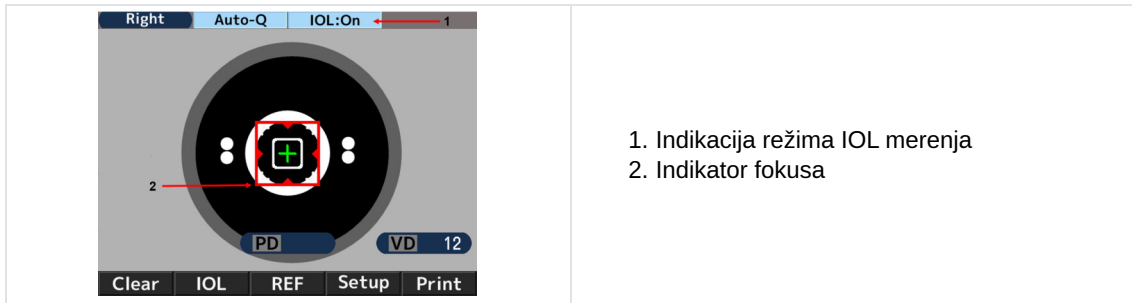 Right Auto-Q IOL:On 1
2
PD VD 12
Clear IOL REF Setup Print
1. Indikacija režima IOL merenja
2. Indikator fokusa